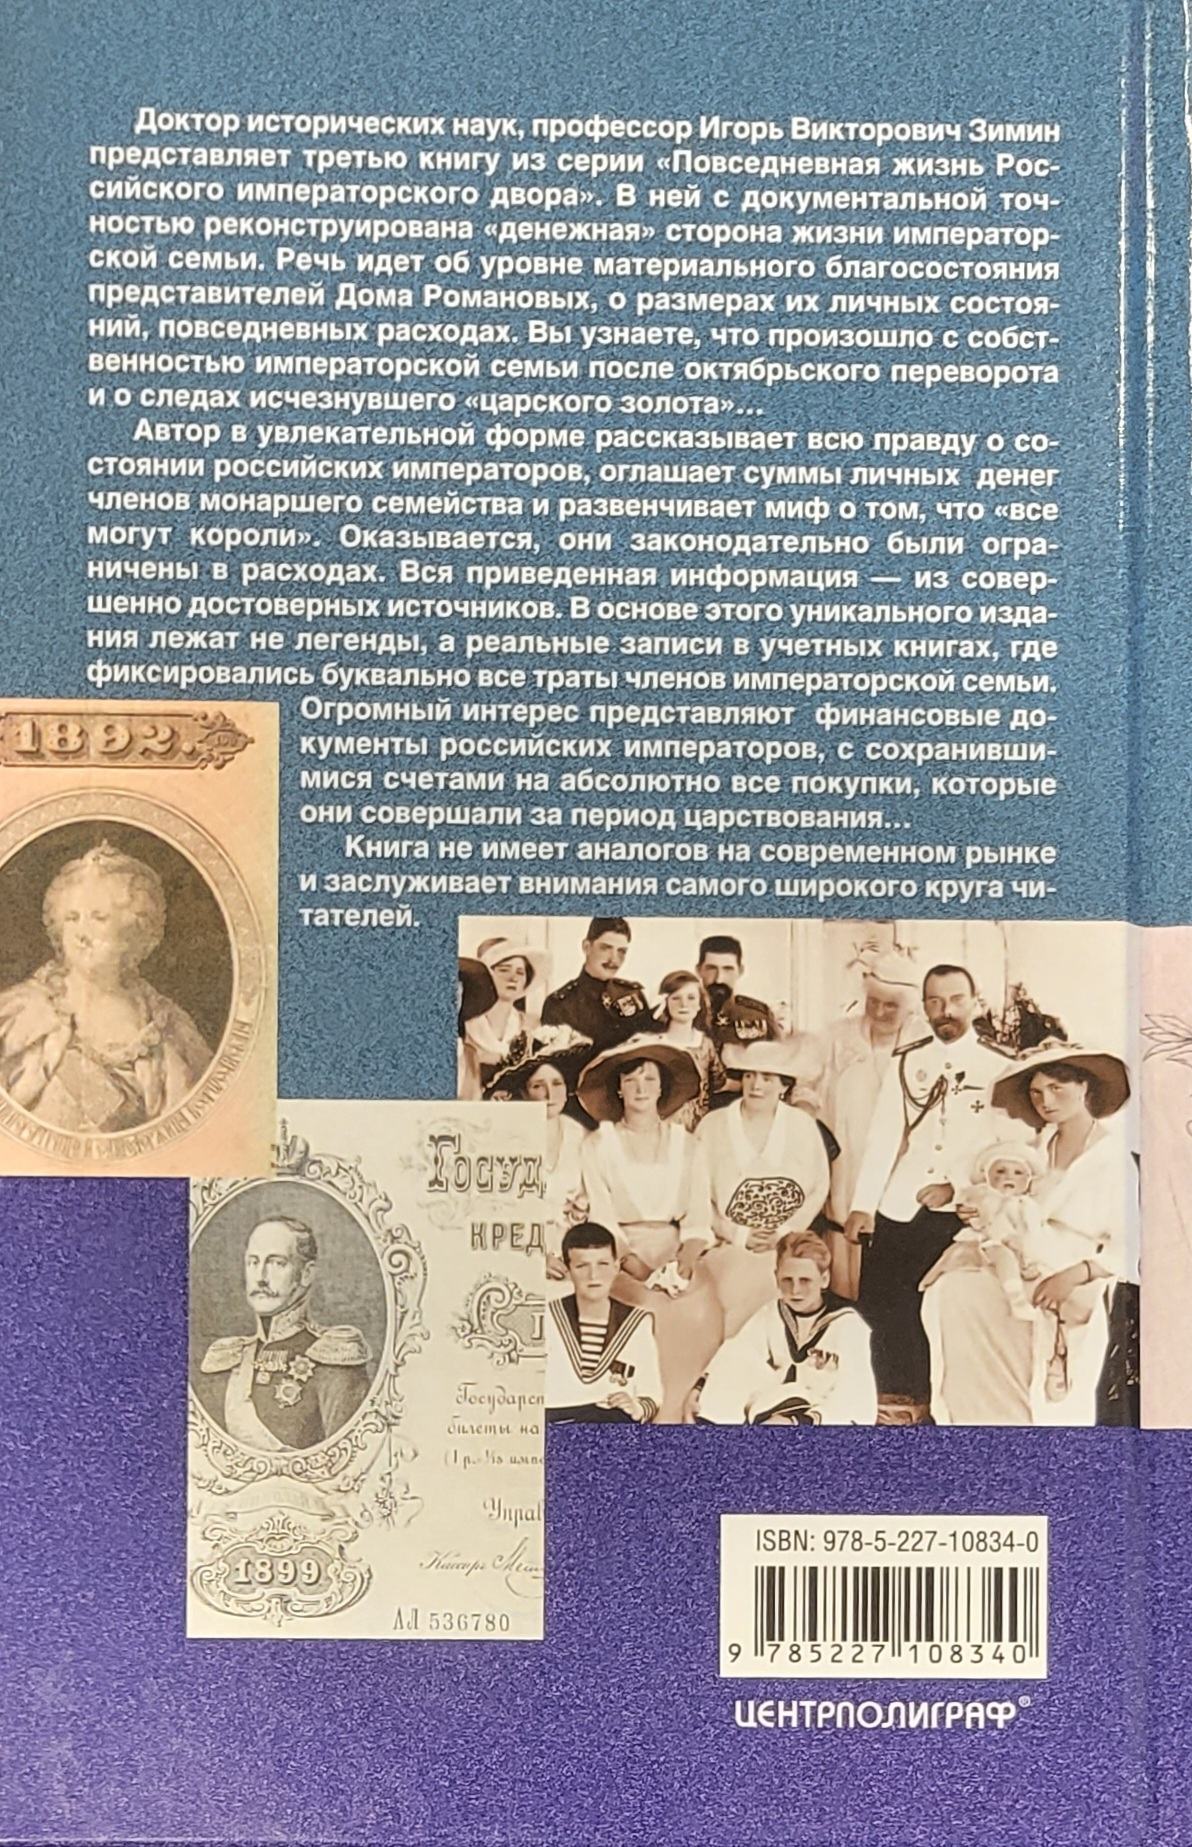 Доктор исторических наук, профессор Игорь Викторович Зимин
представляет третью книгу из серии «Повседневная жизнь Рос-
сийского императорского двора». В ней с документальной точ-
ностью реконструирована «денежная» сторона жизни император-
ской семьи. Речь идет об уровне материального благосостояния
представителей Дома Романовых, о размерах их личных состоя-
ний, повседневных расходах. Вы узнаете, что произошло с собст-
венностью императорской семьи после октябрьского переворота
и о следах исчезнувшего «царского золота»...
Автор в увлекательной форме рассказывает всю правду о со-
стоянии российских императоров, оглашает суммы личных денег
членов монаршего семейства и развенчивает миф о том, что «все
могут короли». Оказывается, они законодательно были огра-
ничены в расходах. Вся приведенная информация — из совер-
шенно достоверных источников. В основе этого уникального изда-
ния лежат не легенды, а реальные записи в учетных книгах, где
фиксировались буквально все траты членов императорской семьи.
Огромный интерес представляют финансовые до-
кументы российских императоров, с сохранивши-
мися счетами на абсолютно все покупки, которые
они совершали за период царствования...
Книга не имеет аналогов на современном рынке
и заслуживает внимания самого широкого круга чи-
тателей.
1892.
Госуд
КРЕД
Государст
билеты на
Управ
Кассир
1899
АЛ 536780
ISBN: 978-5-227-10834-0
9 785227 108340
ЦЕНТРПОЛИГРАФ®